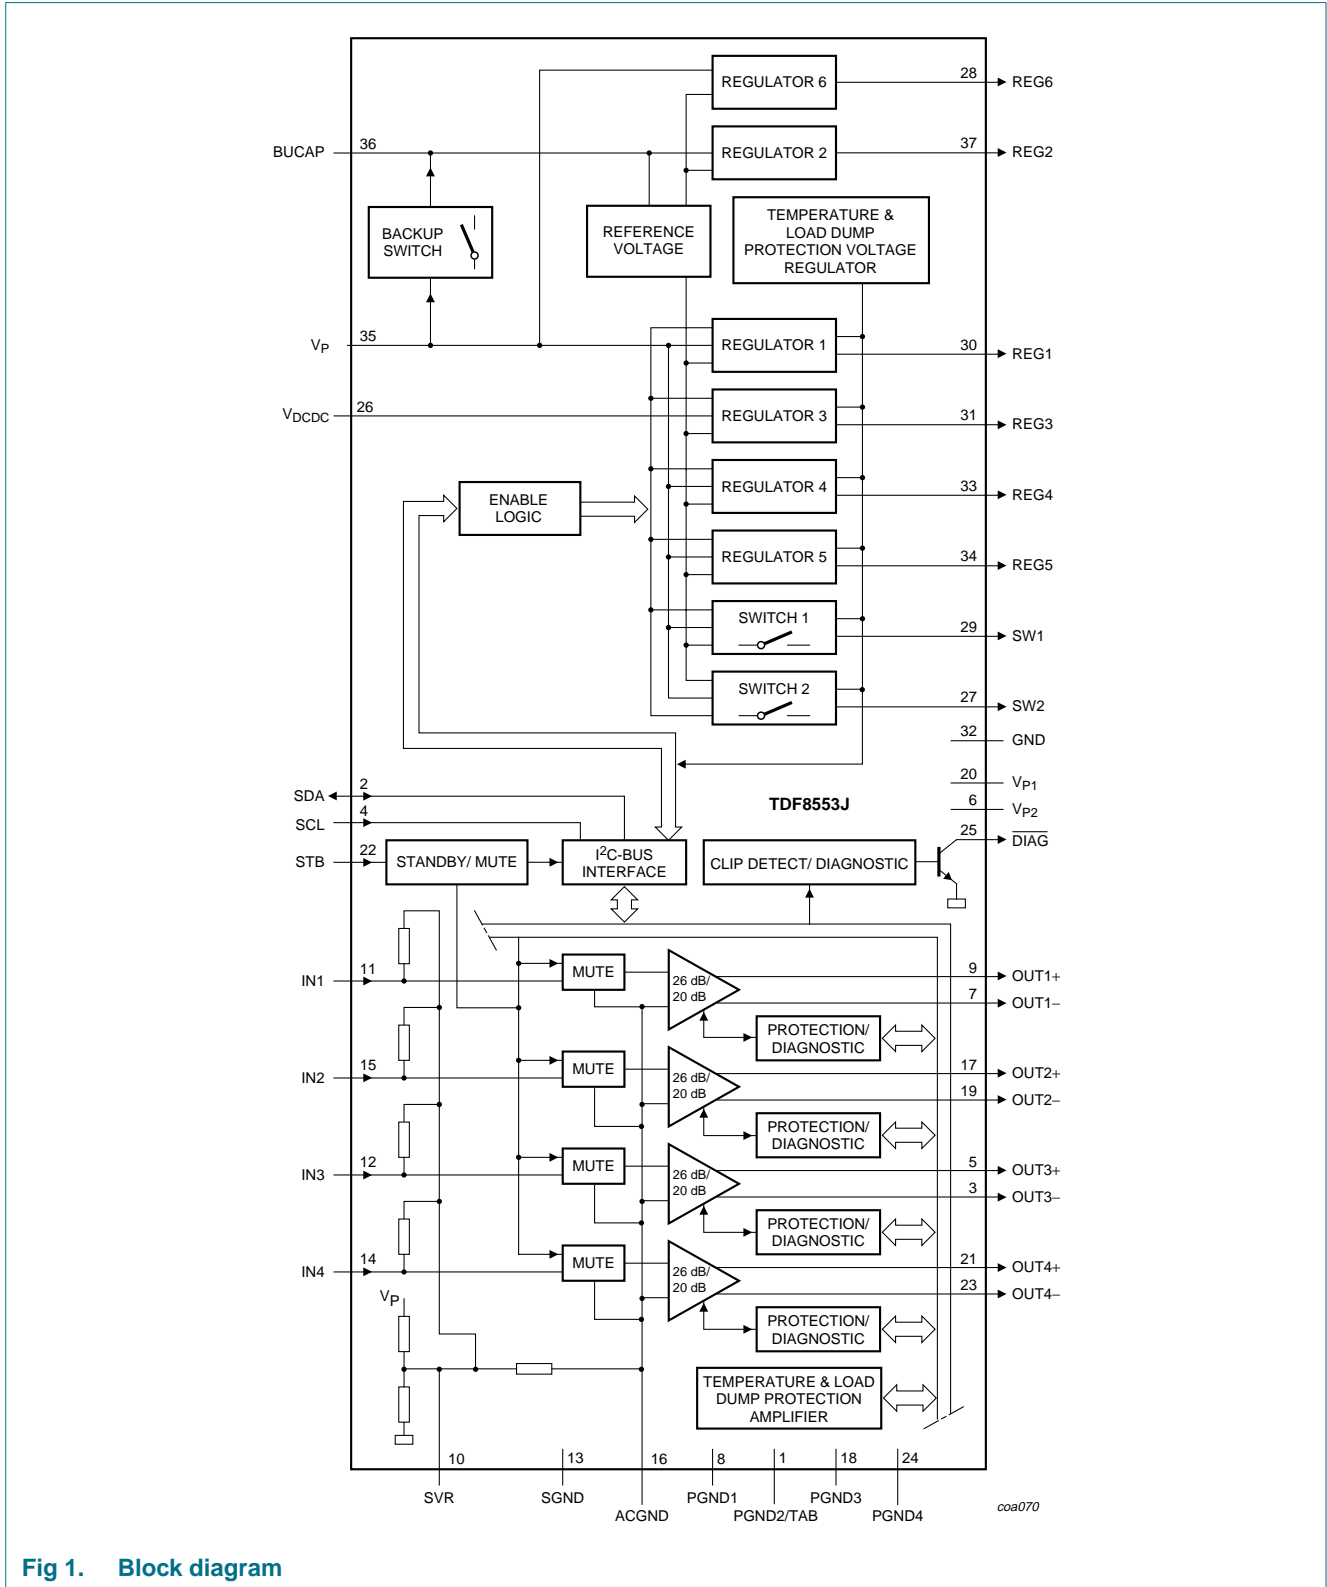 REGULATOR 6
28
REG6
BUCAP
36
REGULATOR 2
37
REG2
BACKUP
SWITCH
REFERENCE
VOLTAGE
TEMPERATURE &
LOAD DUMP
PROTECTION VOLTAGE
REGULATOR
VP
35
REGULATOR 1
30
REG1
VDCDC
26
REGULATOR 3
31
REG3
ENABLE
LOGIC
REGULATOR 4
33
REG4
REGULATOR 5
34
REG5
SWITCH 1
29
SW1
SWITCH 2
27
SW2
32
GND
20
VP1
6
VP2
TDF8553J
SDA
2
SCL
4
STB
22
STANDBY/ MUTE
I2C-BUS
INTERFACE
CLIP DETECT/ DIAGNOSTIC
25
DIAG
IN1
11
MUTE
26 dB/
20 dB
9
OUT1+
7
OUT1−
PROTECTION/
DIAGNOSTIC
IN2
15
MUTE
26 dB/
20 dB
17
OUT2+
19
OUT2−
PROTECTION/
DIAGNOSTIC
IN3
12
MUTE
26 dB/
20 dB
5
OUT3+
3
OUT3−
PROTECTION/
DIAGNOSTIC
IN4
14
MUTE
26 dB/
20 dB
21
OUT4+
23
OUT4−
VP
PROTECTION/
DIAGNOSTIC
TEMPERATURE & LOAD
DUMP PROTECTION
AMPLIFIER
10
13
16
8
1
18
24
SVR
SGND
ACGND
PGND1
PGND2/TAB
PGND3
PGND4
coa070
Fig 1. Block diagram